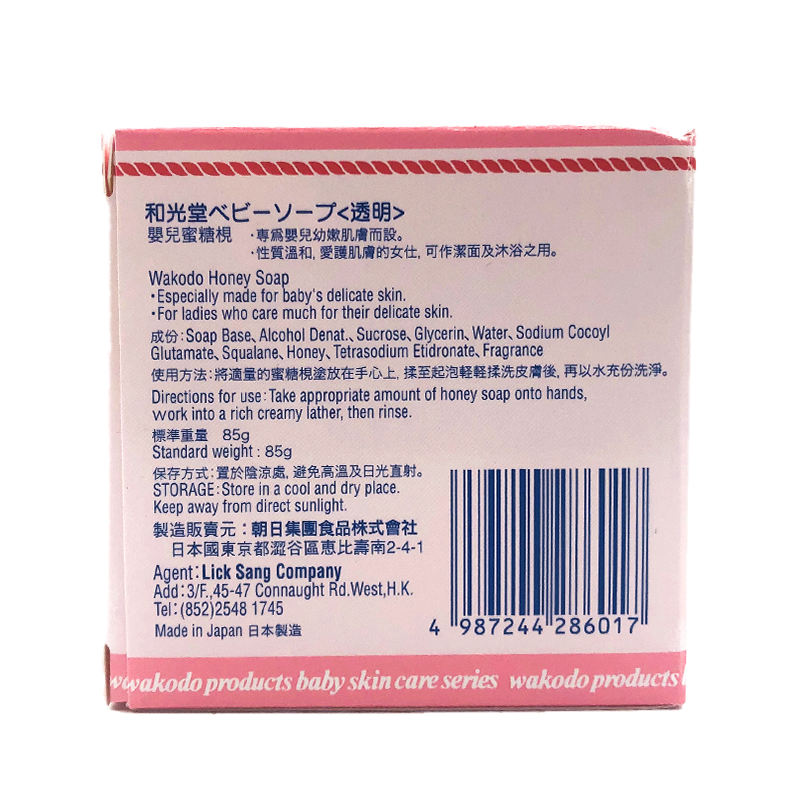 和光堂ベビーソープ<透明>
嬰兒蜜糖梘 ・專爲嬰兒幼嫩肌膚而設。
・性質溫和, 愛護肌膚的女仕, 可作潔面及沐浴之用。
Wakodo Honey Soap
・Especially made for baby's delicate skin.
・For ladies who care much for their delicate skin.
成份:Soap Base、Alcohol Denat.、Sucrose、Glycerin、Water、Sodium Cocoyl
Glutamate、Squalane、Honey、Tetrasodium Etidronate、Fragrance
使用方法:將適量的蜜糖梘塗放在手心上, 揉至起泡輕輕揉洗皮膚後, 再以水充份洗淨。
Directions for use:Take appropriate amount of honey soap onto hands,
work into a rich creamy lather, then rinse.
標準重量 85g
Standard weight : 85g
保存方式:置於陰涼處, 避免高溫及日光直射。
STORAGE:Store in a cool and dry place.
Keep away from direct sunlight.
製造販賣元:朝日集團食品株式會社
日本國東京都澀谷區惠比壽南2-4-1
Agent:Lick Sang Company
Add:3/F.,45-47 Connaught Rd.West,H.K.
Tel:(852)2548 1745
Made in Japan 日本製造
4 987244 286017
wakodo products baby skin care series wakodo products